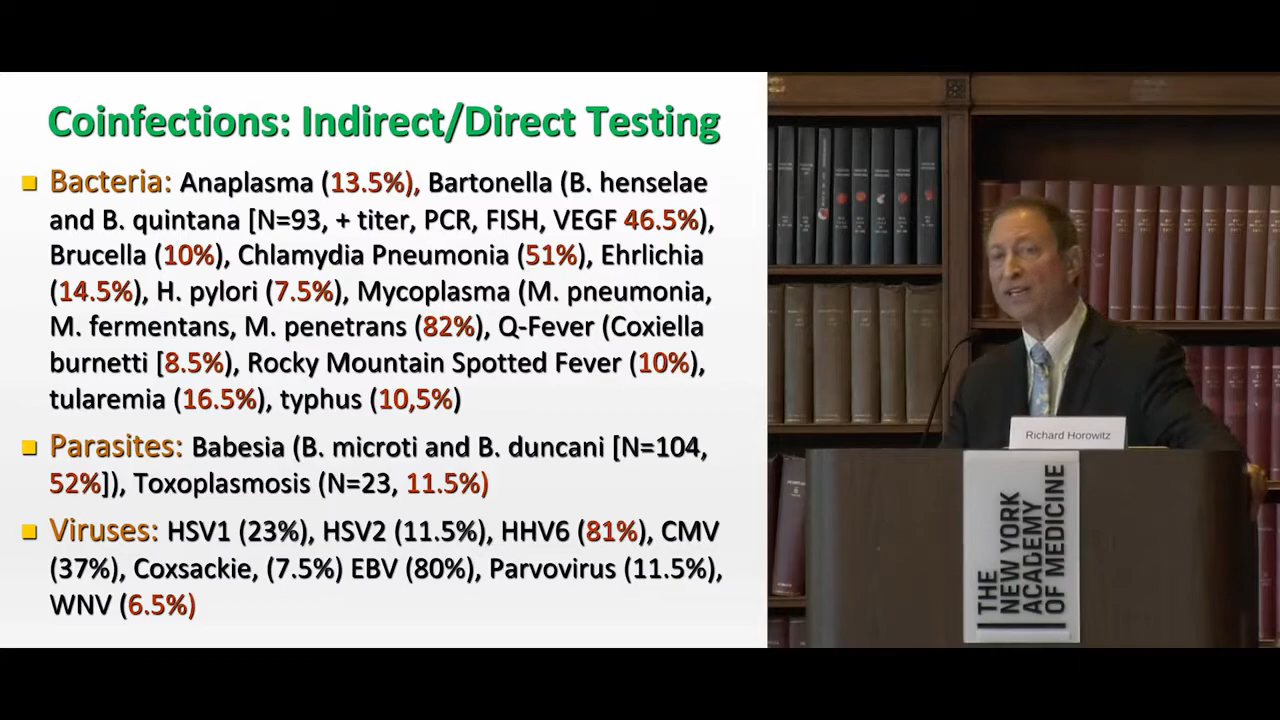 Coinfections: Indirect/Direct Testing
Bacteria: Anaplasma (13.5%), Bartonella (B. henselae
and B. quintana [N=93, + titer, PCR, FISH, VEGF 46.5%),
Brucella (10%), Chlamydia Pneumonia (51%), Ehrlichia
(14.5%), H. pylori (7.5%), Mycoplasma (M. pneumonia,
M. fermentans, M. penetrans (82%), Q-Fever (Coxiella
burnetti [8.5%), Rocky Mountain Spotted Fever (10%),
tularemia (16.5%), typhus (10,5%)
Parasites: Babesia (B. microti and B. duncani [N=104,
52%]), Toxoplasmosis (N=23, 11.5%)
Viruses: HSV1 (23%), HSV2 (11.5%), HHV6 (81%), CMV
(37%), Coxsackie, (7.5%) EBV (80%), Parvovirus (11.5%),
WNV (6.5%)
Richard Horowitz
THE
NEW YORK
ACADEMY
OF MEDICINE